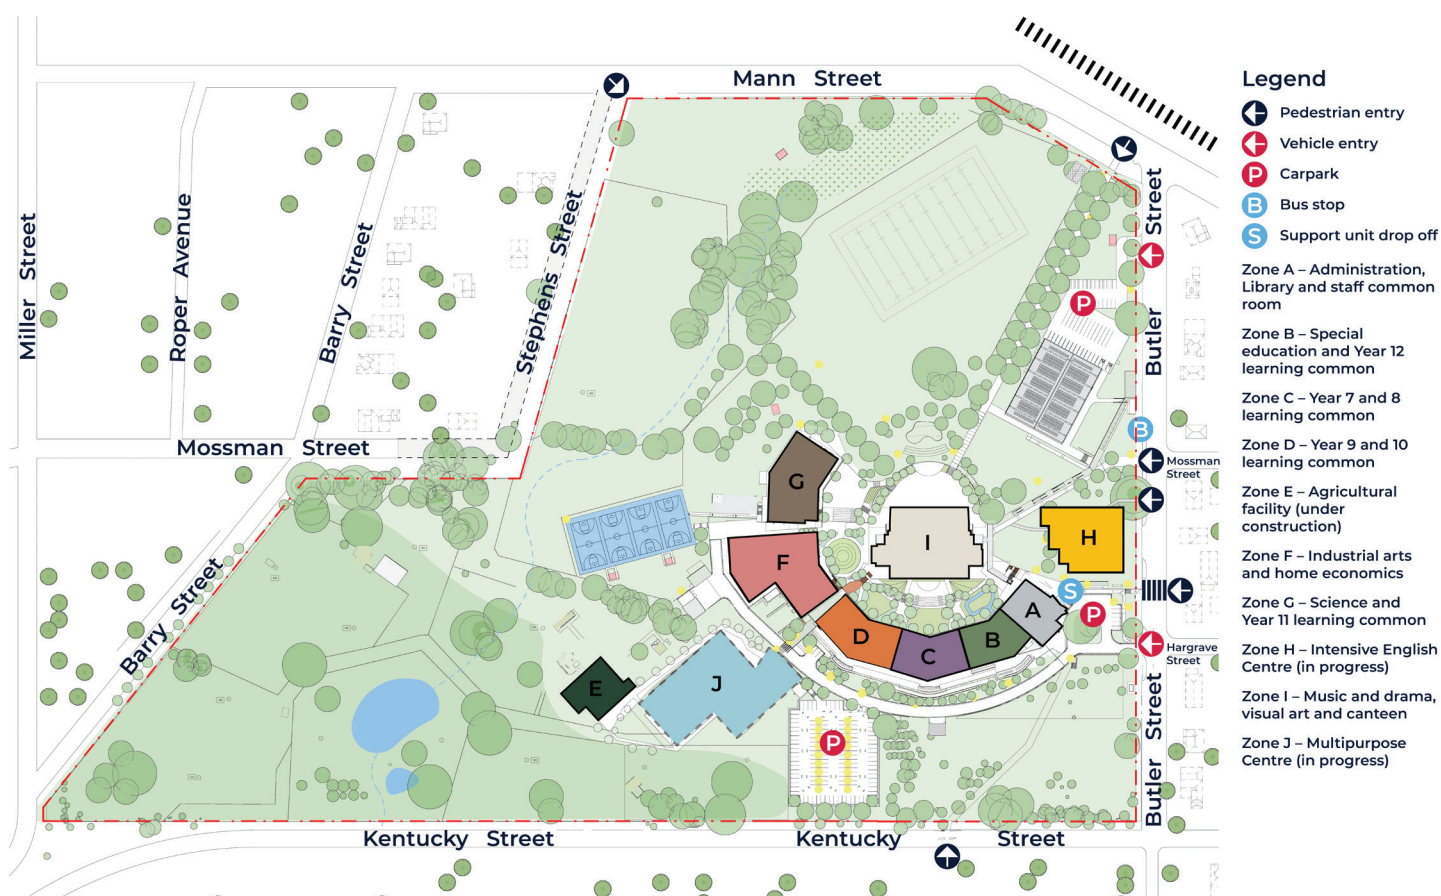 Mann Street
Miller Street
Roper Avenue
Barry Street
Stephens Street
Butler Street
Mossman Street
Barry Street
Mossman
Street
Hargrave
Street
Butler Street
Kentucky Street
Kentucky Street
P
B
G
I
H
F
S
A
P
D
B
C
E
J
P
Legend
Pedestrian entry
Vehicle entry
P Carpark
B Bus stop
S Support unit drop off
Zone A – Administration,
Library and staff common
room
Zone B – Special
education and Year 12
learning common
Zone C – Year 7 and 8
learning common
Zone D – Year 9 and 10
learning common
Zone E – Agricultural
facility (under
construction)
Zone F – Industrial arts
and home economics
Zone G – Science and
Year 11 learning common
Zone H – Intensive English
Centre (in progress)
Zone I – Music and drama,
visual art and canteen
Zone J – Multipurpose
Centre (in progress)